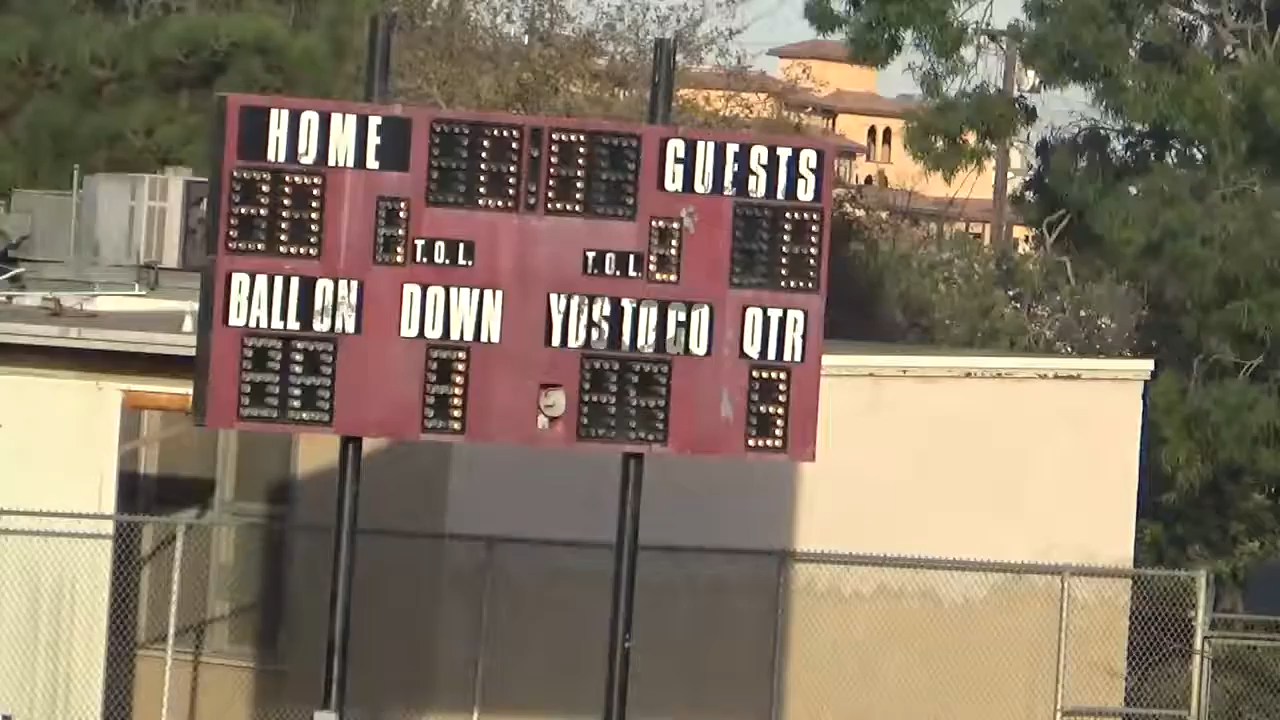 HOME
GUESTS
T.O.L.
T.O.L.
BALL ON
DOWN
YDS TO GO
QTR